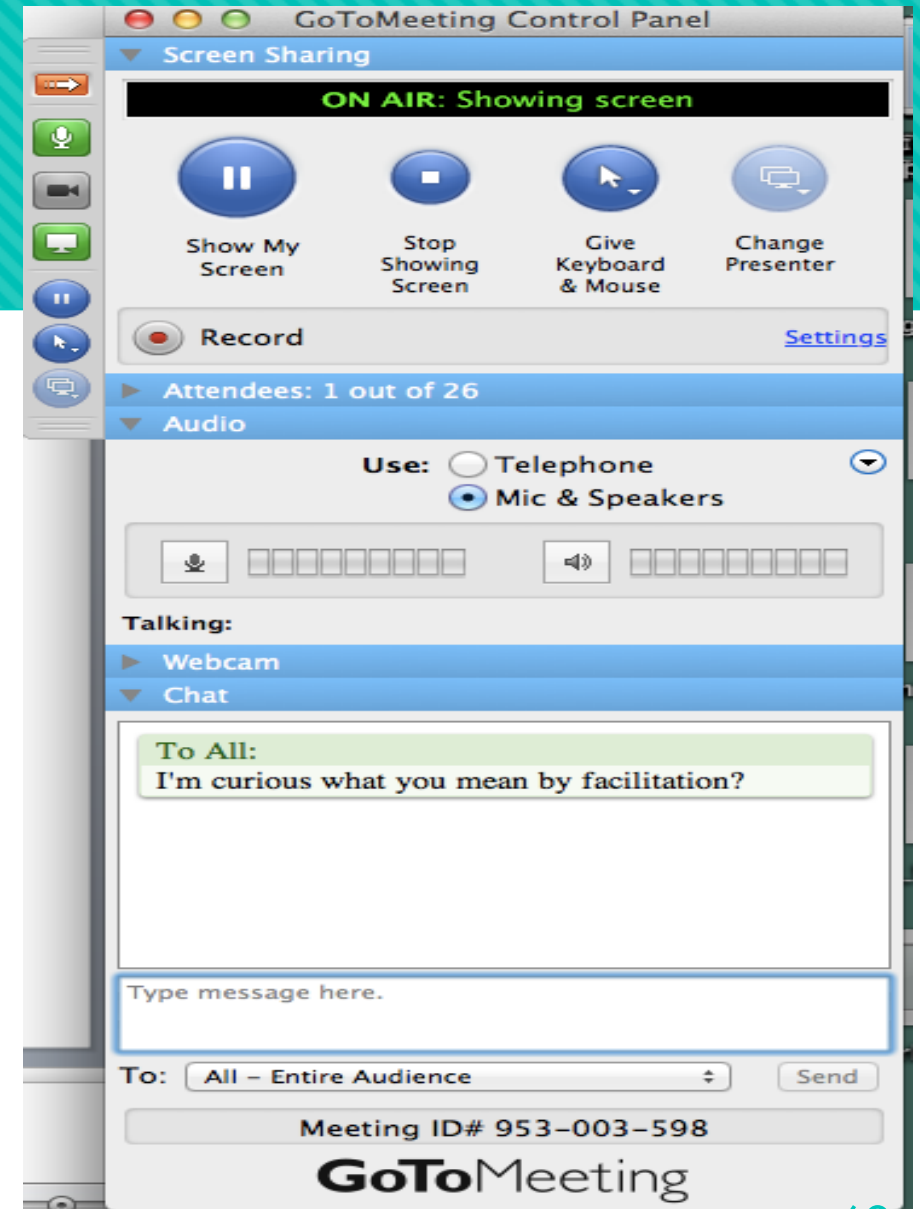 GoToMeeting Control Panel
Screen Sharing
ON AIR: Showing screen
Show My
Screen
Stop
Showing
Screen
Give
Keyboard
& Mouse
Change
Presenter
Record
Settings
Attendees: 1 out of 26
Audio
Use: Telephone
Mic & Speakers
Talking:
Webcam
Chat
To All:
I'm curious what you mean by facilitation?
Type message here.
To: All – Entire Audience
Send
Meeting ID# 953-003-598
GoToMeeting